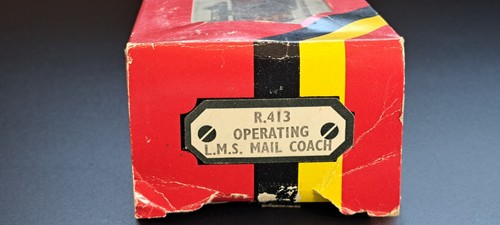 R.413
OPERATING
L.M.S. MAIL COACH